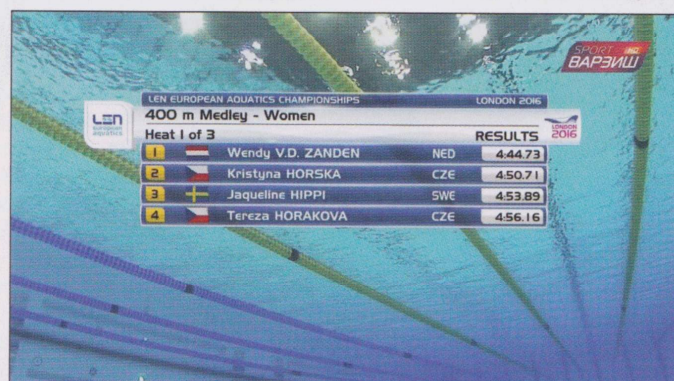 SPORT HD
ВАРЗИШ
LEN EUROPEAN AQUATICS CHAMPIONSHIPS LONDON 2016
LEN
european
aquatics
400 m Medley - Women
LONDON
2016
Heat 1 of 3 RESULTS
1 Wendy V.D. ZANDEN NED 4:44.73
2 Kristyna HORSKA CZE 4:50.71
3 Jaqueline HIPPI SWE 4:53.89
4 Tereza HORAKOVA CZE 4:56.16